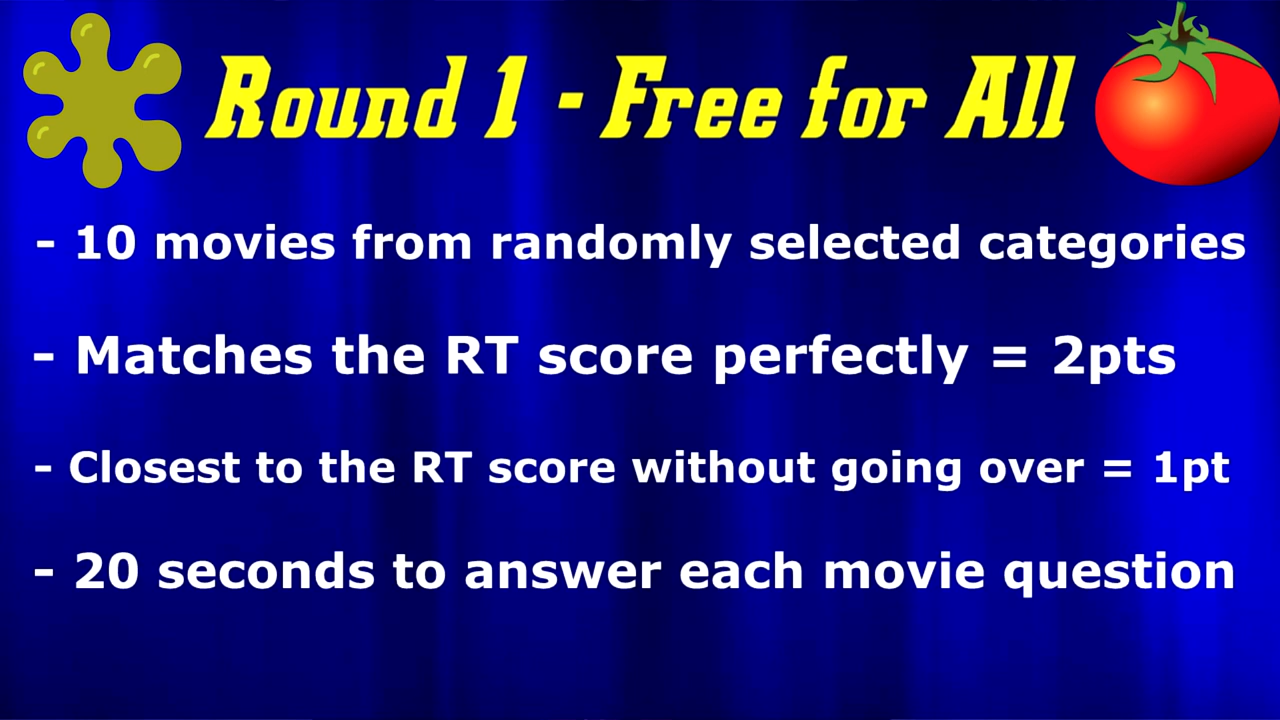 Round 1 - Free for All
- 10 movies from randomly selected categories
- Matches the RT score perfectly = 2pts
- Closest to the RT score without going over = 1pt
- 20 seconds to answer each movie question